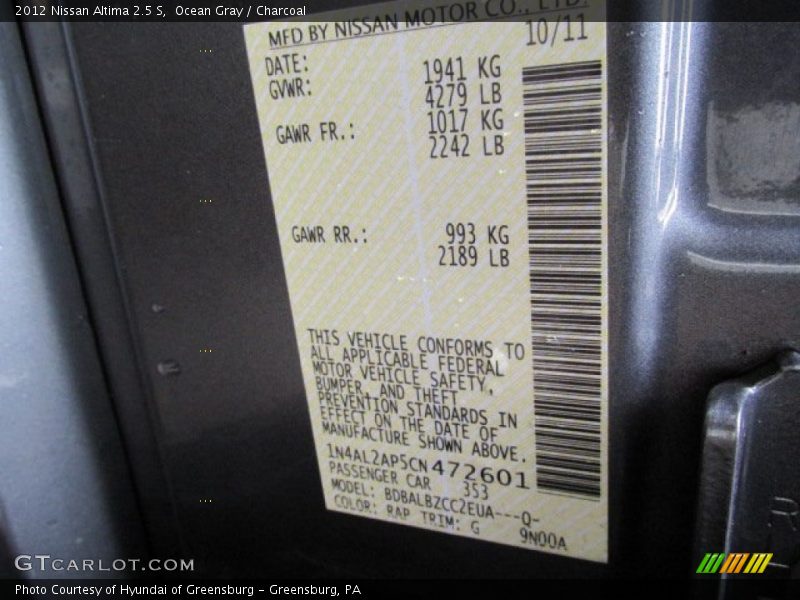 2012 Nissan Altima 2.5 S,  Ocean Gray / Charcoal
MFD BY NISSAN MOTOR CO., LTD.
DATE: 10/11
GVWR: 1941 KG
4279 LB
GAWR FR.: 1017 KG
2242 LB
GAWR RR.: 993 KG
2189 LB
THIS VEHICLE CONFORMS TO
ALL APPLICABLE FEDERAL
MOTOR VEHICLE SAFETY,
BUMPER, AND THEFT
PREVENTION STANDARDS IN
EFFECT ON THE DATE OF
MANUFACTURE SHOWN ABOVE.
1N4AL2AP5CN472601
PASSENGER CAR 353
MODEL: BDBALBZCC2EUA---Q-
COLOR: RAP TRIM: G 9N00A
GTCARLOT.COM
Photo Courtesy of Hyundai of Greensburg - Greensburg, PA